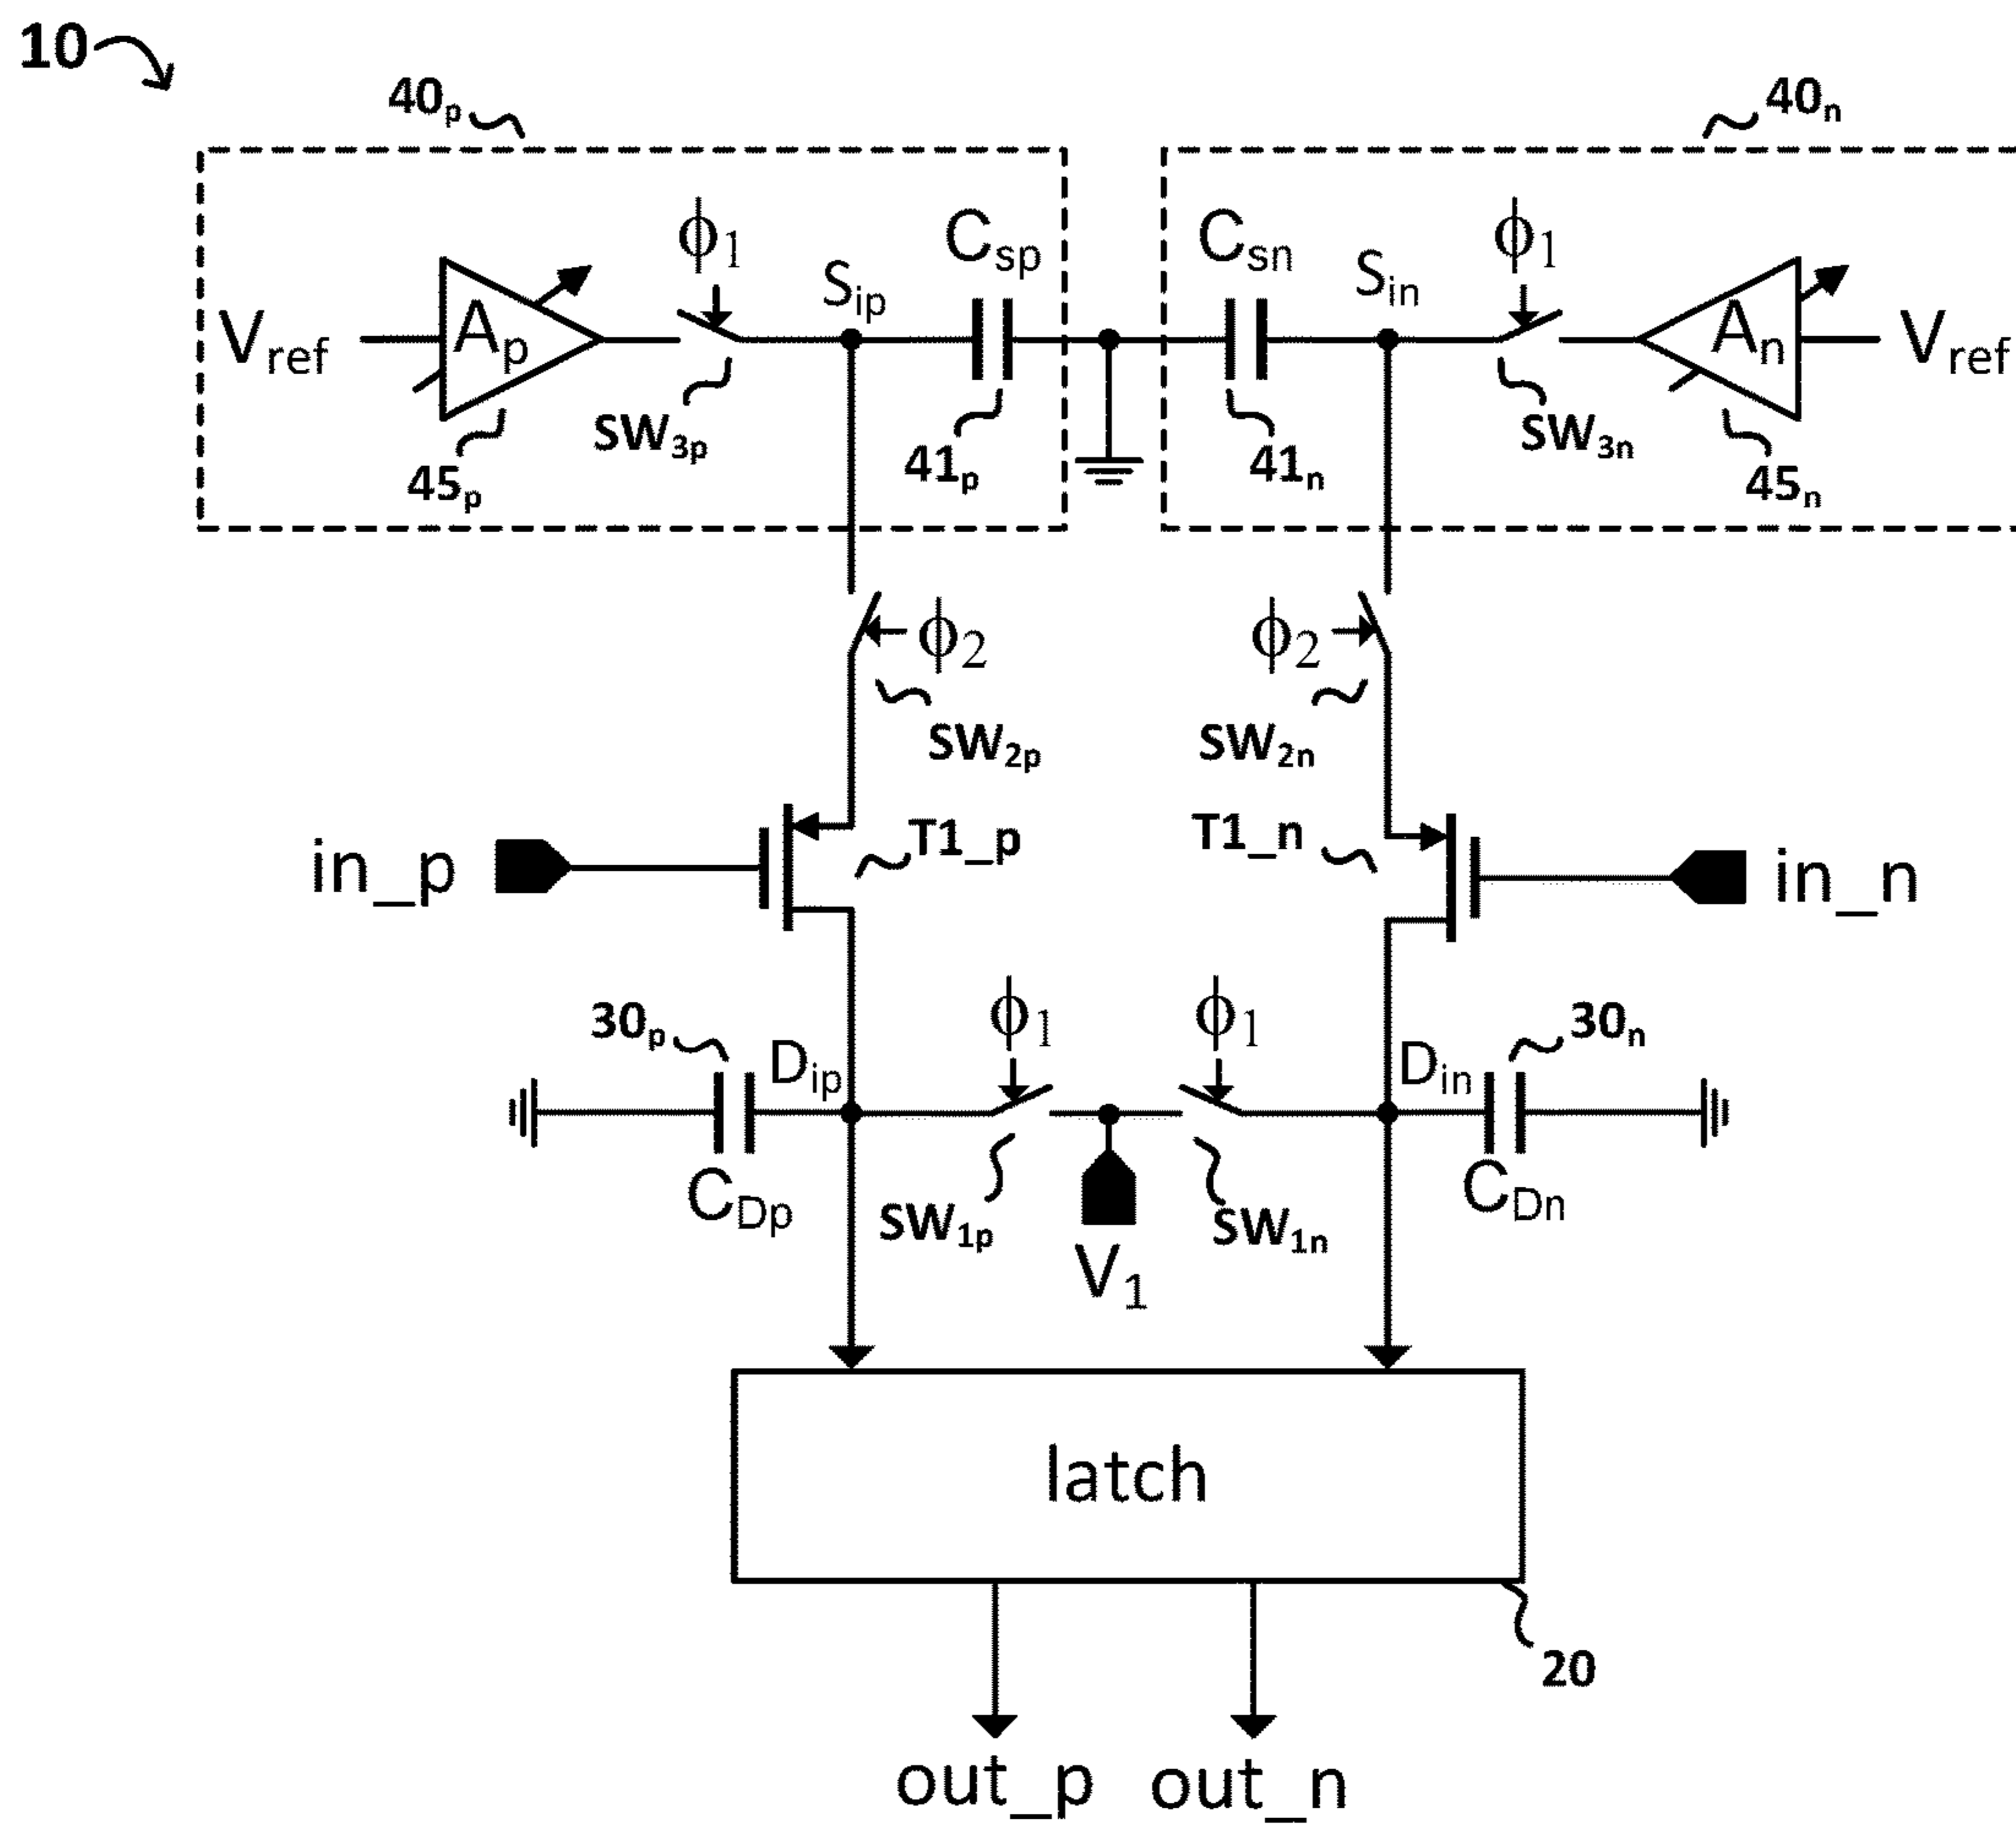 10
40p
40n
ϕ1
Csp
Csn
ϕ1
Sip
Sin
Vref
Ap
An
Vref
SW3p
41p
41n
SW3n
45p
45n
ϕ2
ϕ2
SW2p
SW2n
T1_p
T1_n
in_p
in_n
30p
ϕ1
ϕ1
30n
Dip
Din
CDp
CDn
SW1p
SW1n
V1
latch
20
out_p
out_n